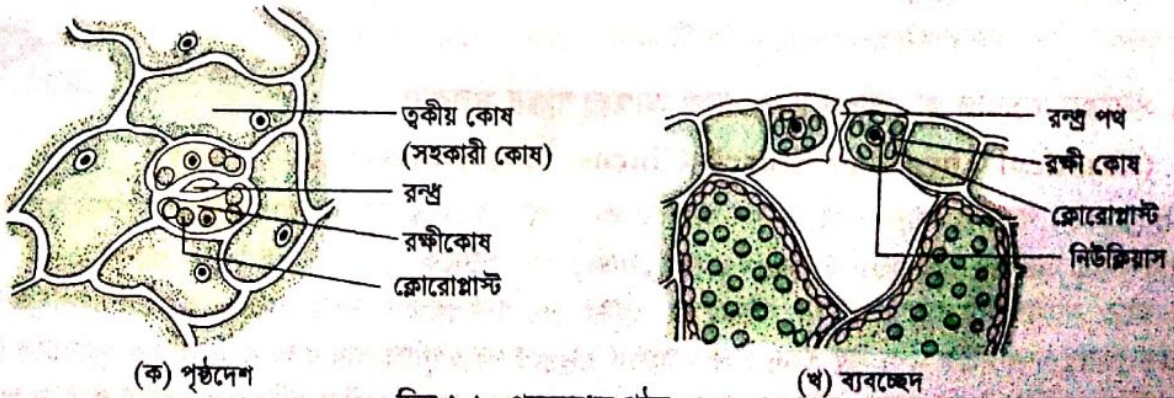 ত্বকীয় কোষ
(সহকারী কোষ)
রন্ধ্র
রক্ষীকোষ
ক্লোরোপ্লাস্ট
(ক) পৃষ্ঠদেশ
রন্ধ্র পথ
রক্ষী কোষ
ক্লোরোপ্লাস্ট
নিউক্লিয়াস
(খ) ব্যবচ্ছেদ